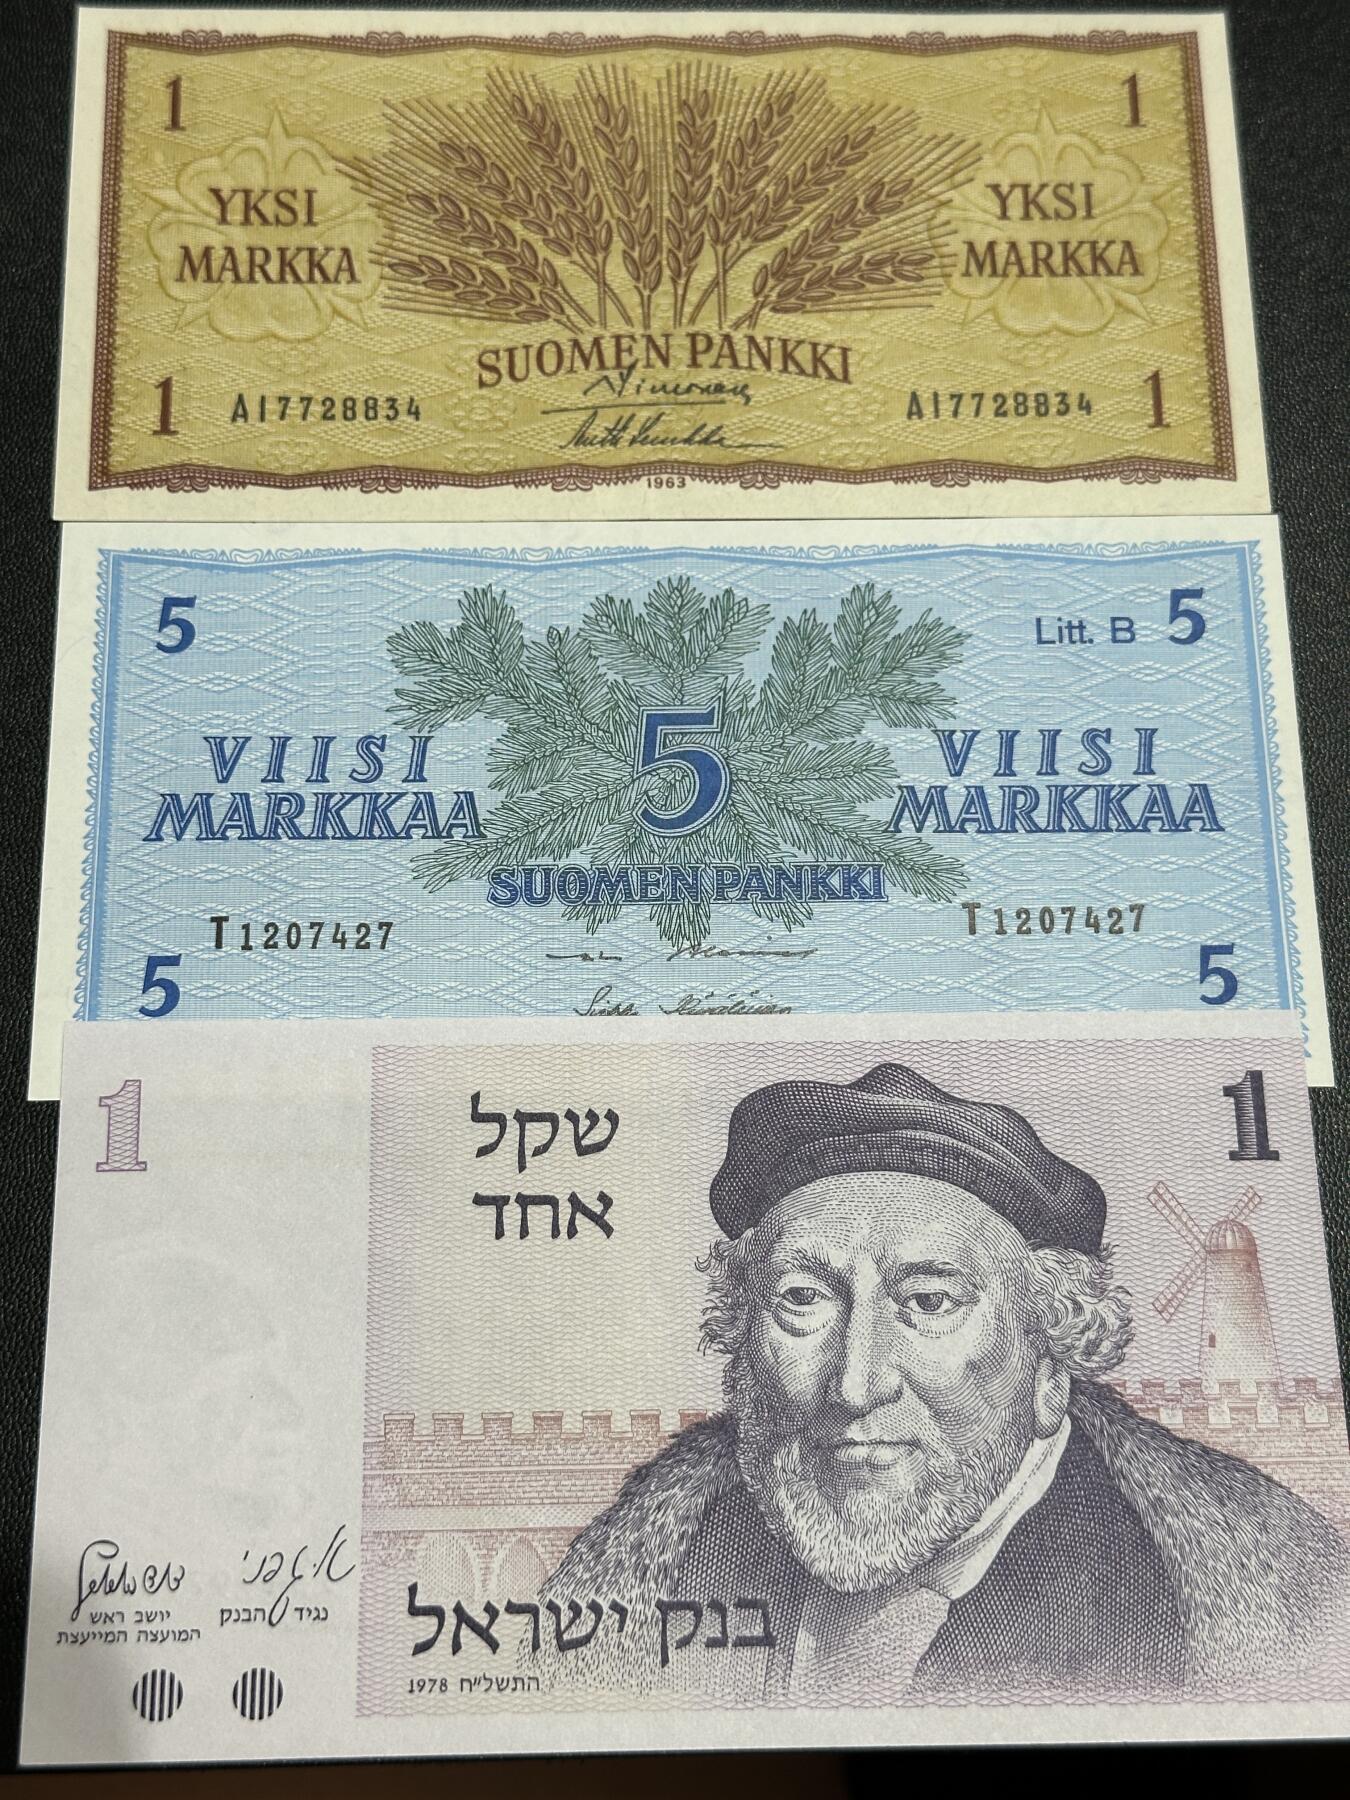 1
1
YKSI
MARKKA
YKSI
MARKKA
SUOMEN PANKKI
1
A17728834
A17728834
1
1963
5
Litt. B 5
VIISI
MARKKAA
5
VIISI
MARKKAA
SUOMEN PANKKI
T1207427
T1207427
5
5
1
שקל
אחד
1
יושב ראש
המועצה המייעצת
נגיד הבנק
בנק ישראל
1978 התשל״ח